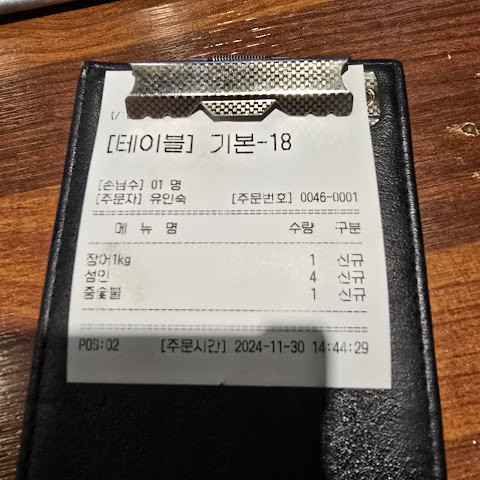 [테이블] 기본-18
[손님수] 01 명
[주문자] 유인숙 [주문번호] 0046-0001
메 뉴 명 수량 구분
장어1kg 1 신규
성인 4 신규
중숯불 1 신규
POS:02 [주문시간] 2024-11-30 14:44:29